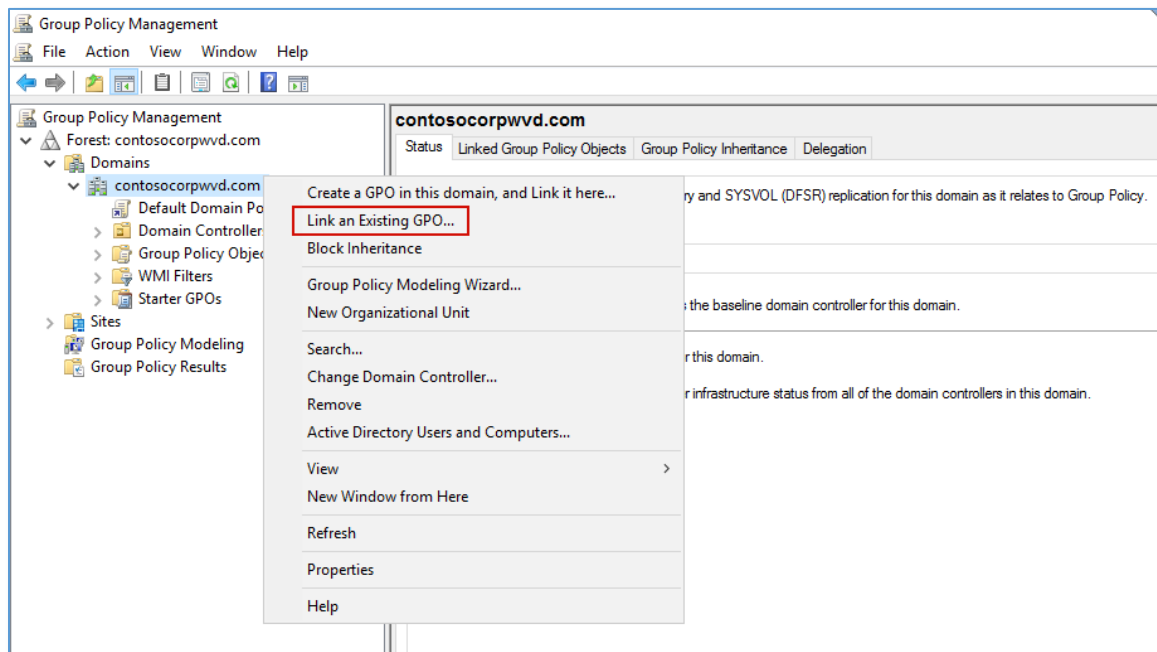 Group Policy Management
File Action View Window Help
Group Policy Management
Forest: contosocorpwvd.com
Domains
contosocorpwvd.com
Default Domain Po
Domain Controller
Group Policy Objec
WMI Filters
Starter GPOs
Sites
Group Policy Modeling
Group Policy Results
Create a GPO in this domain, and Link it here...
Link an Existing GPO...
Block Inheritance
Group Policy Modeling Wizard...
New Organizational Unit
Search...
Change Domain Controller...
Remove
Active Directory Users and Computers...
View
New Window from Here
Refresh
Properties
Help
contosocorpwvd.com
Status Linked Group Policy Objects Group Policy Inheritance Delegation
ry and SYSVOL (DFSR) replication for this domain as it relates to Group Policy.
the baseline domain controller for this domain.
r this domain.
r infrastructure status from all of the domain controllers in this domain.